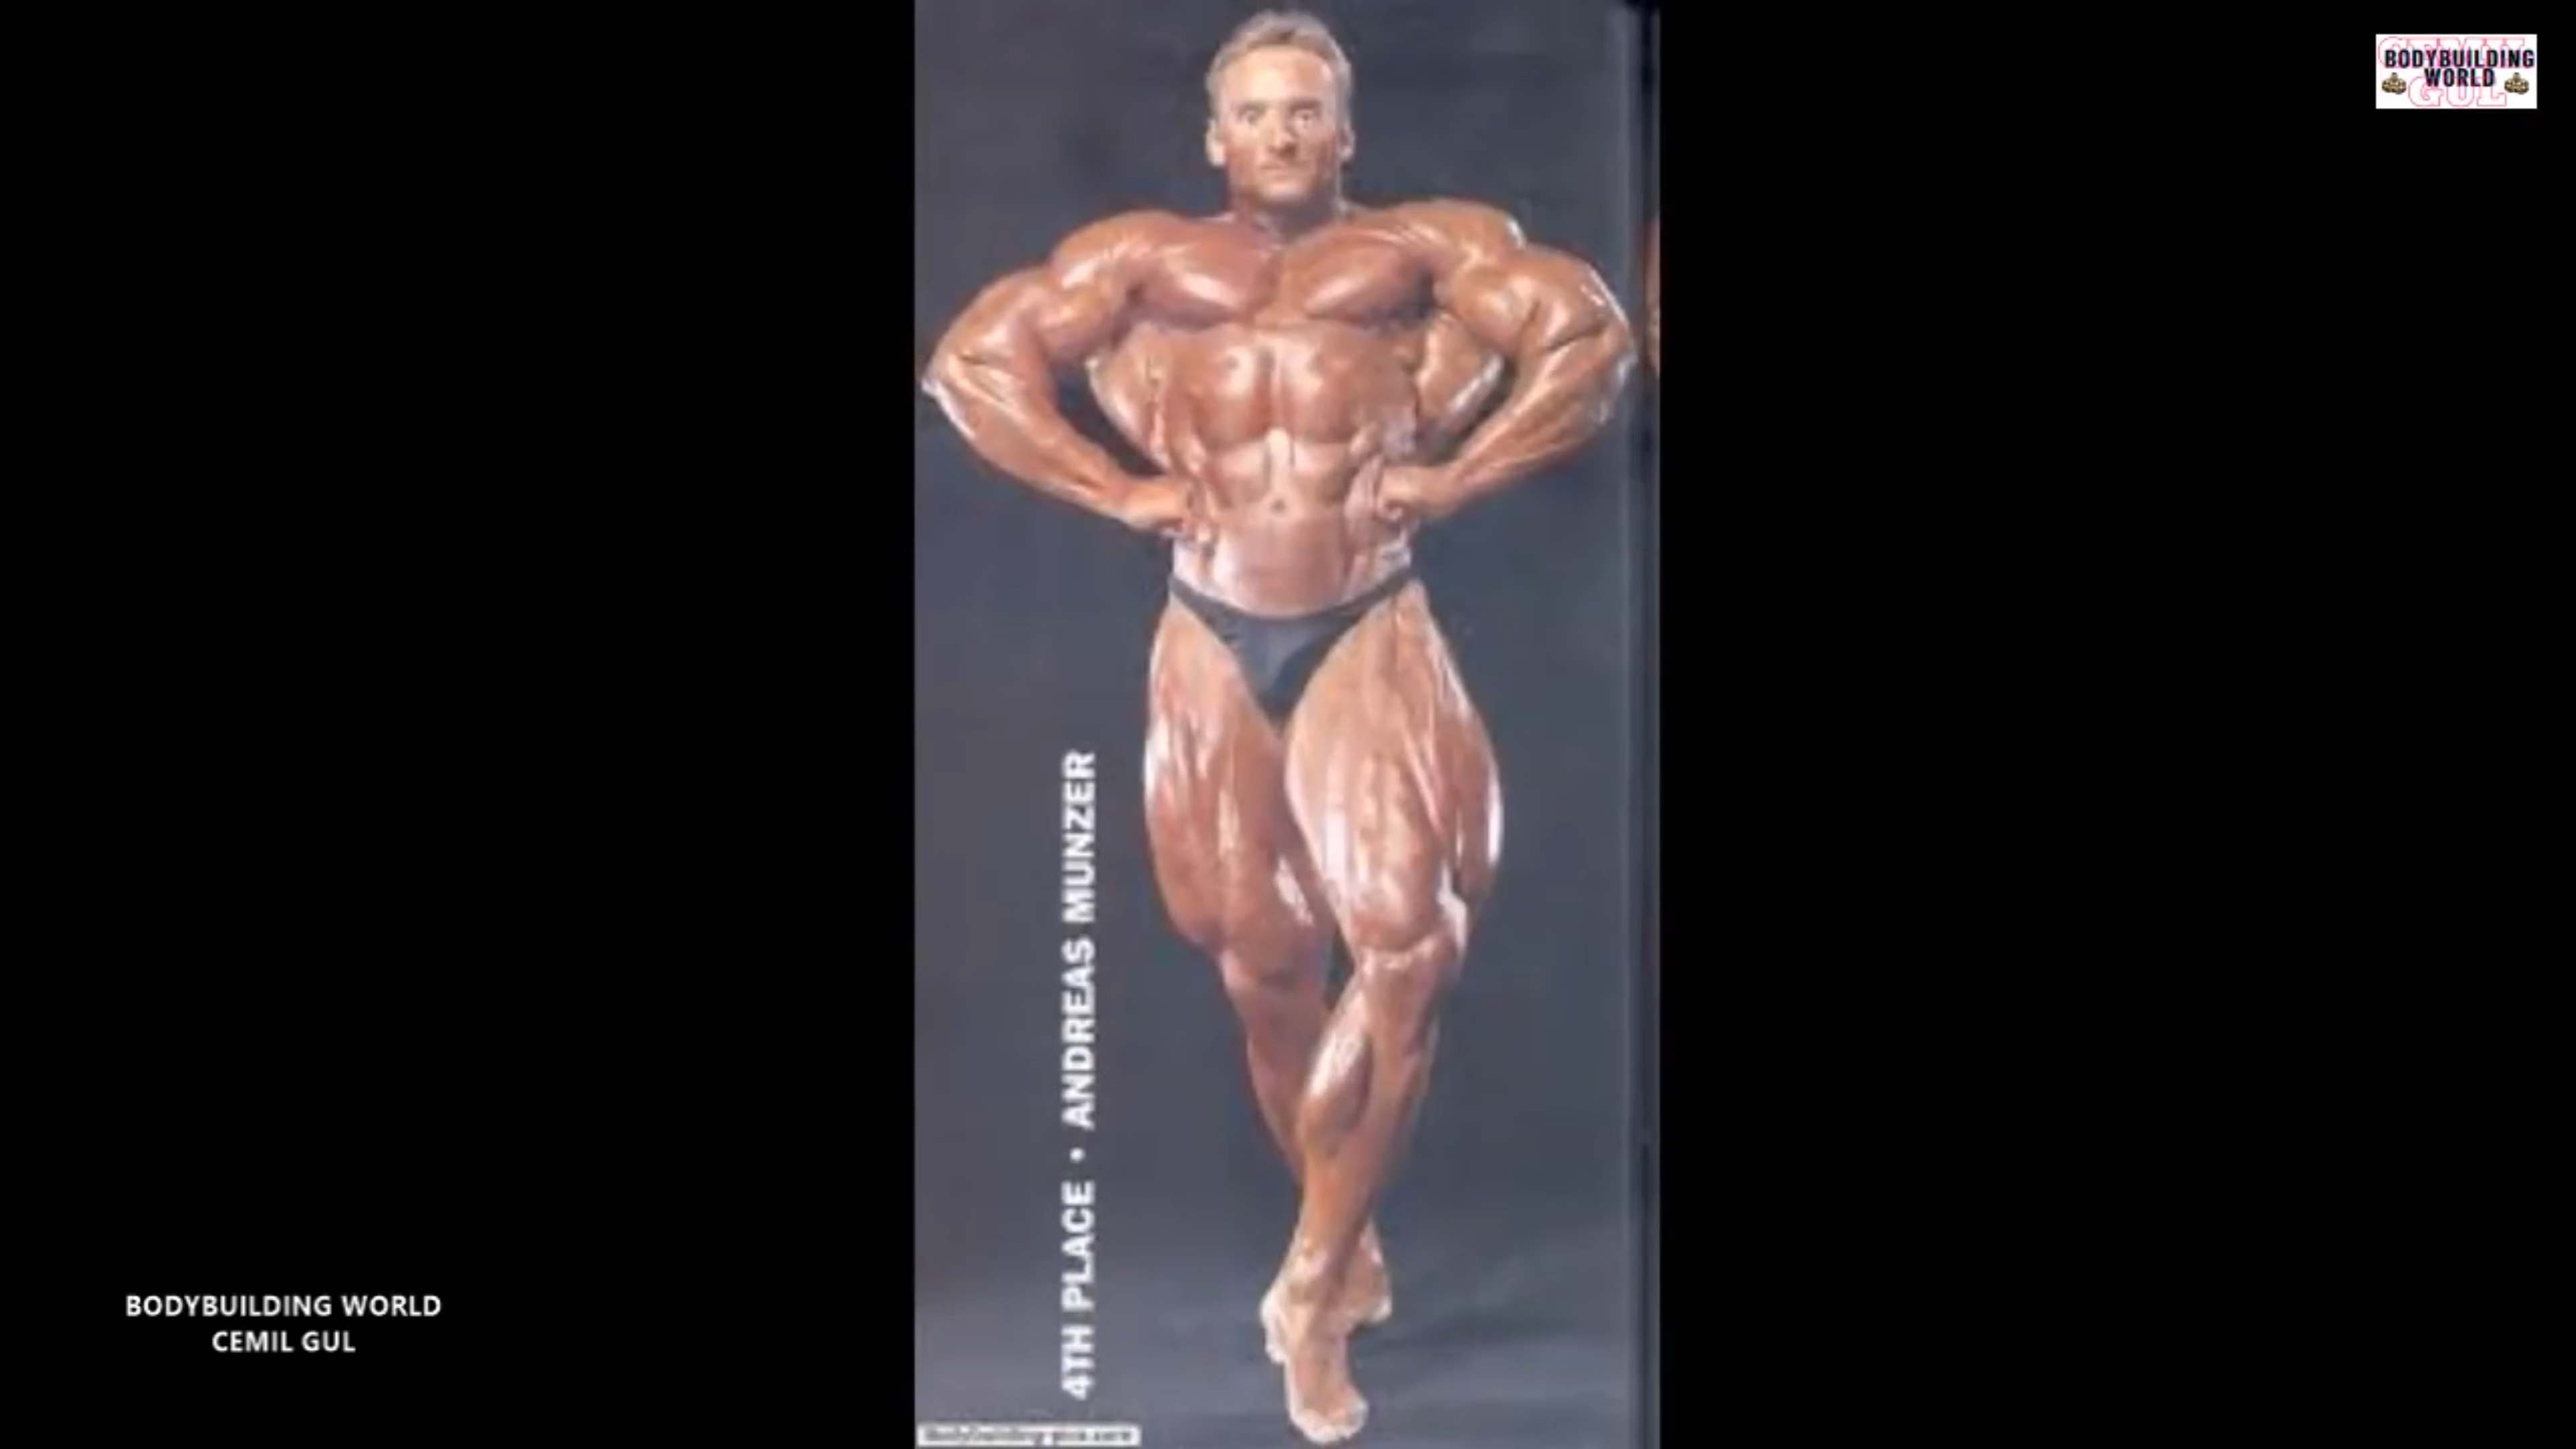 BODYBUILDING
WORLD
4TH PLACE • ANDREAS MUNZER
BODYBUILDING WORLD
CEMIL GUL